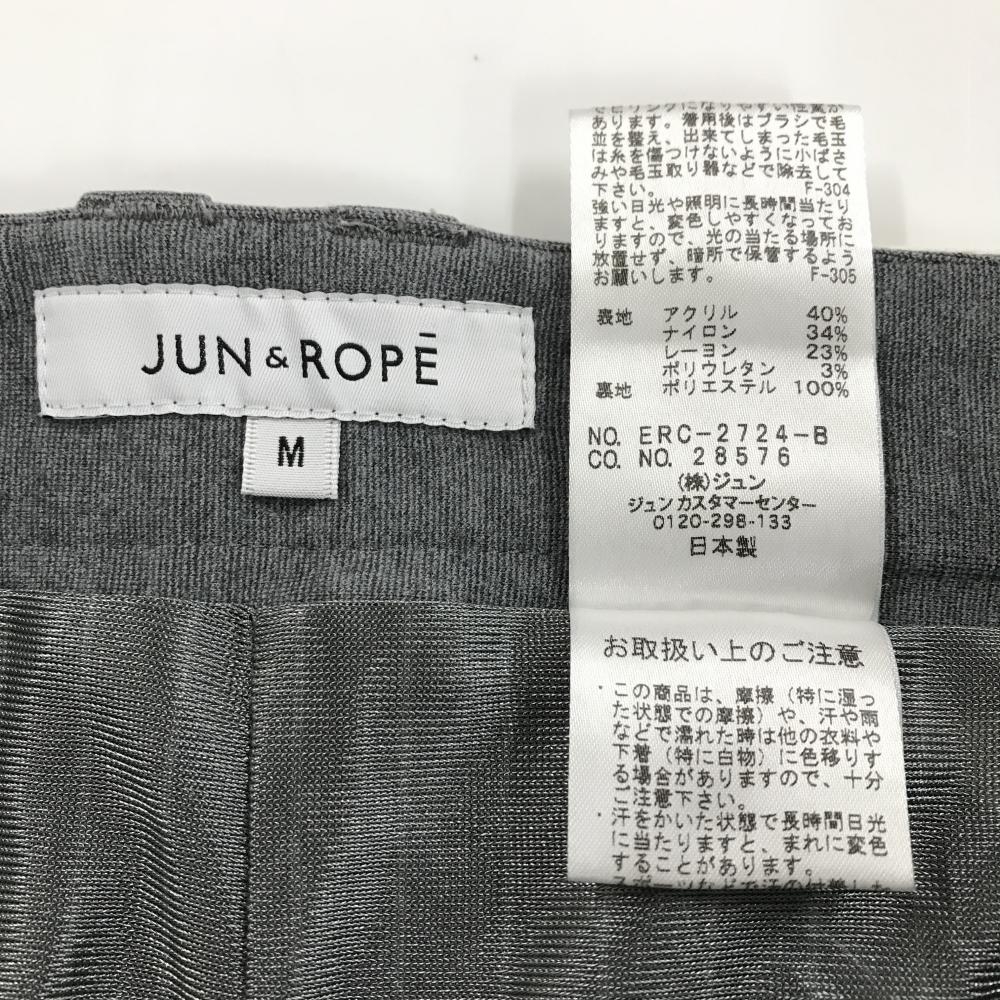 JUN & ROPĒ
M
あります。着用後はブラシで毛
並を整え、出来てしまった毛玉
は糸を傷つけないように小ばさ
みや毛玉取り器などで除去して
下さい。 F-304
強い日光や照明に長時間当たり
ますと、変色しやすくなってお
りますので、光の当たる場所に
放置せず、暗所で保管するよう
お願いします。 F-305
表地 アクリル 40%
ナイロン 34%
レーヨン 23%
ポリウレタン 3%
裏地 ポリエステル 100%
NO. ERC-2724-B
CO. NO. 28576
(株)ジュン
ジュンカスタマーセンター
0120-298-133
日本製
お取扱い上のご注意
・この商品は、摩擦（特に湿っ
た状態での摩擦）や、汗や雨
などで濡れた時は他の衣料や
下着（特に白物）に色移りす
る場合がありますので、十分
ご注意下さい。
・汗をかいた状態で長時間日光
に当たりますと、まれに変色
することがあります。